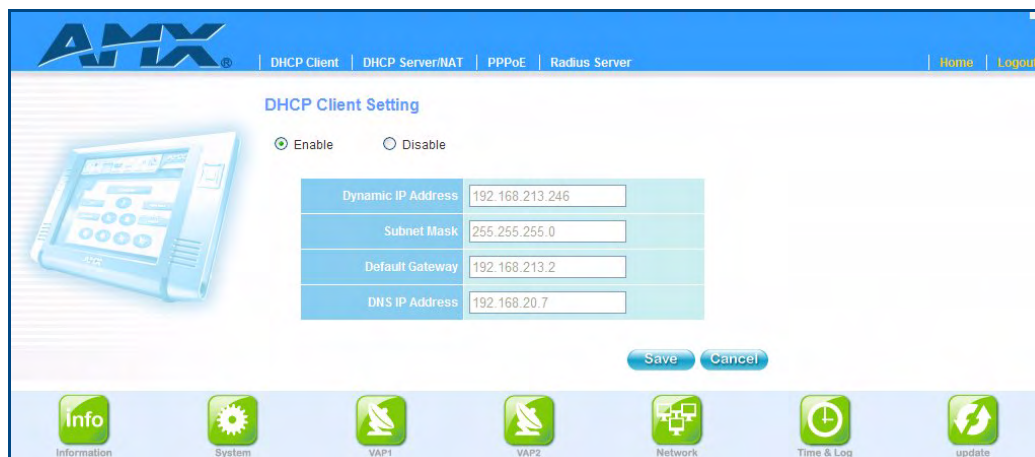 AMX®
DHCP Client | DHCP Server/NAT | PPPoE | Radius Server | Home | Logout
DHCP Client Setting
Enable Disable
Dynamic IP Address 192.168.213.246
Subnet Mask 255.255.255.0
Default Gateway 192.168.213.2
DNS IP Address 192.168.20.7
Save Cancel
info
Information System VAP1 VAP2 Network Time & Log update